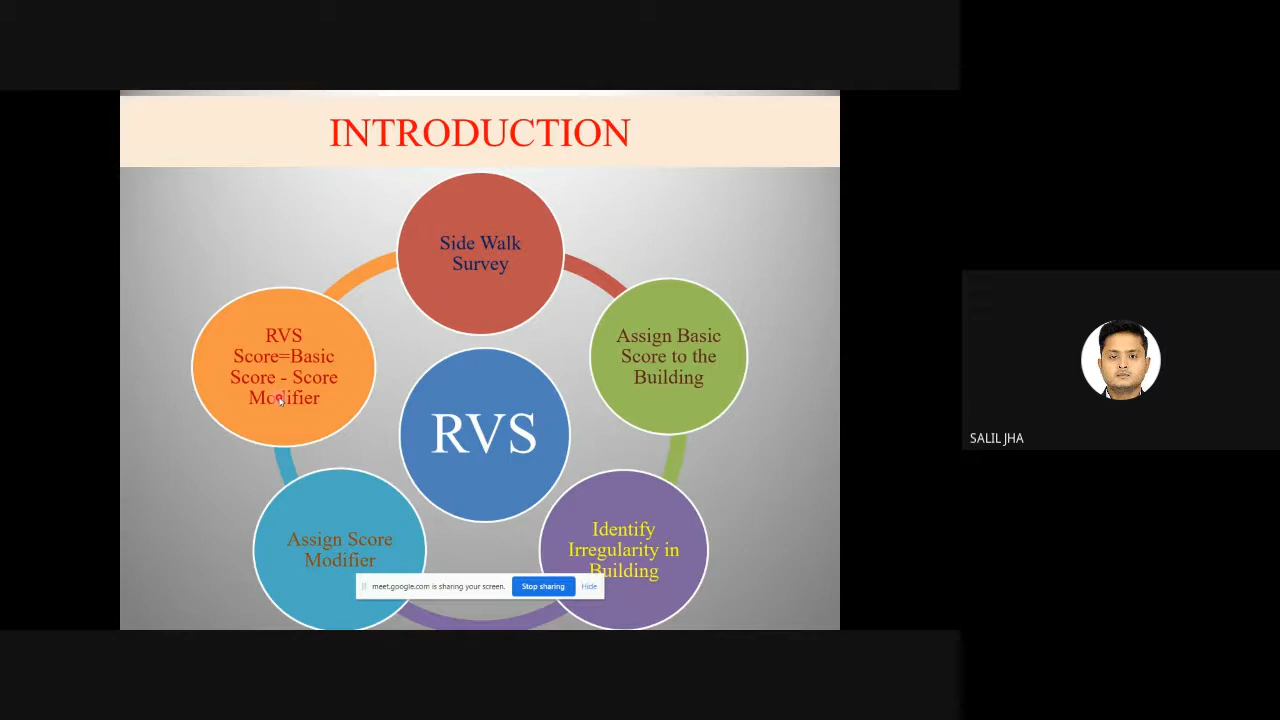 INTRODUCTION
Side Walk
Survey
Assign Basic
Score to the
Building
Identify
Irregularity in
Building
Assign Score
Modifier
RVS
Score=Basic
Score - Score
Modifier
RVS
meet.google.com is sharing your screen.
Stop sharing
Hide
SALIL JHA